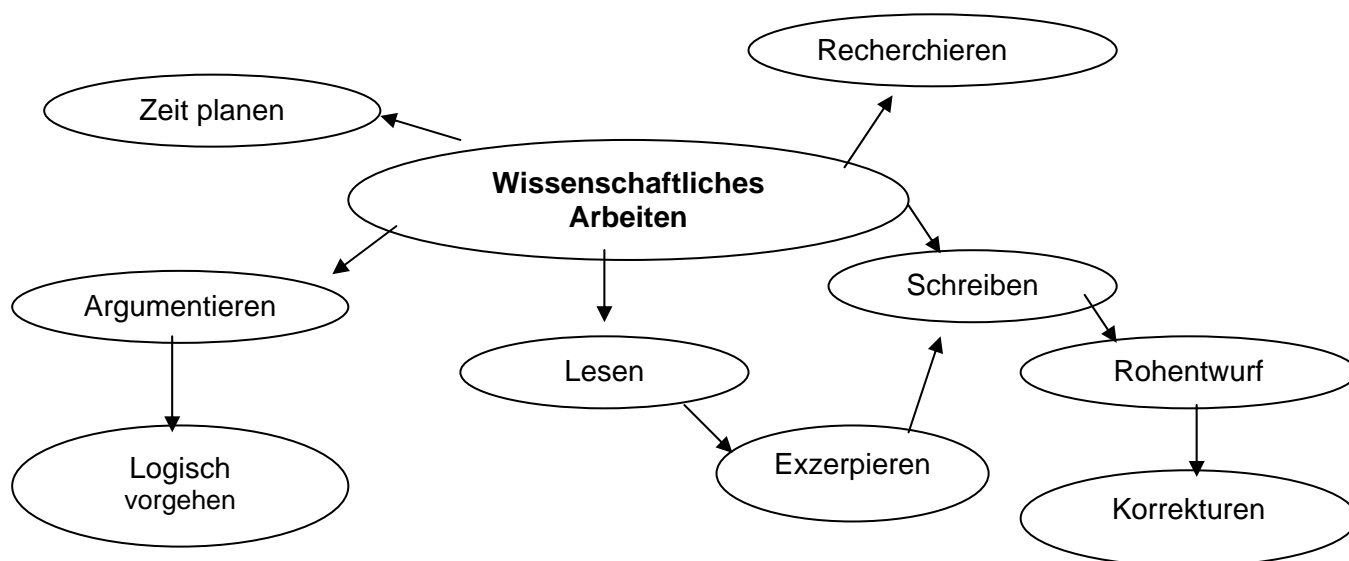 Recherchieren
Zeit planen
Wissenschaftliches
Arbeiten
Schreiben
Argumentieren
Lesen
Rohentwurf
Exzerpieren
Logisch
vorgehen
Korrekturen